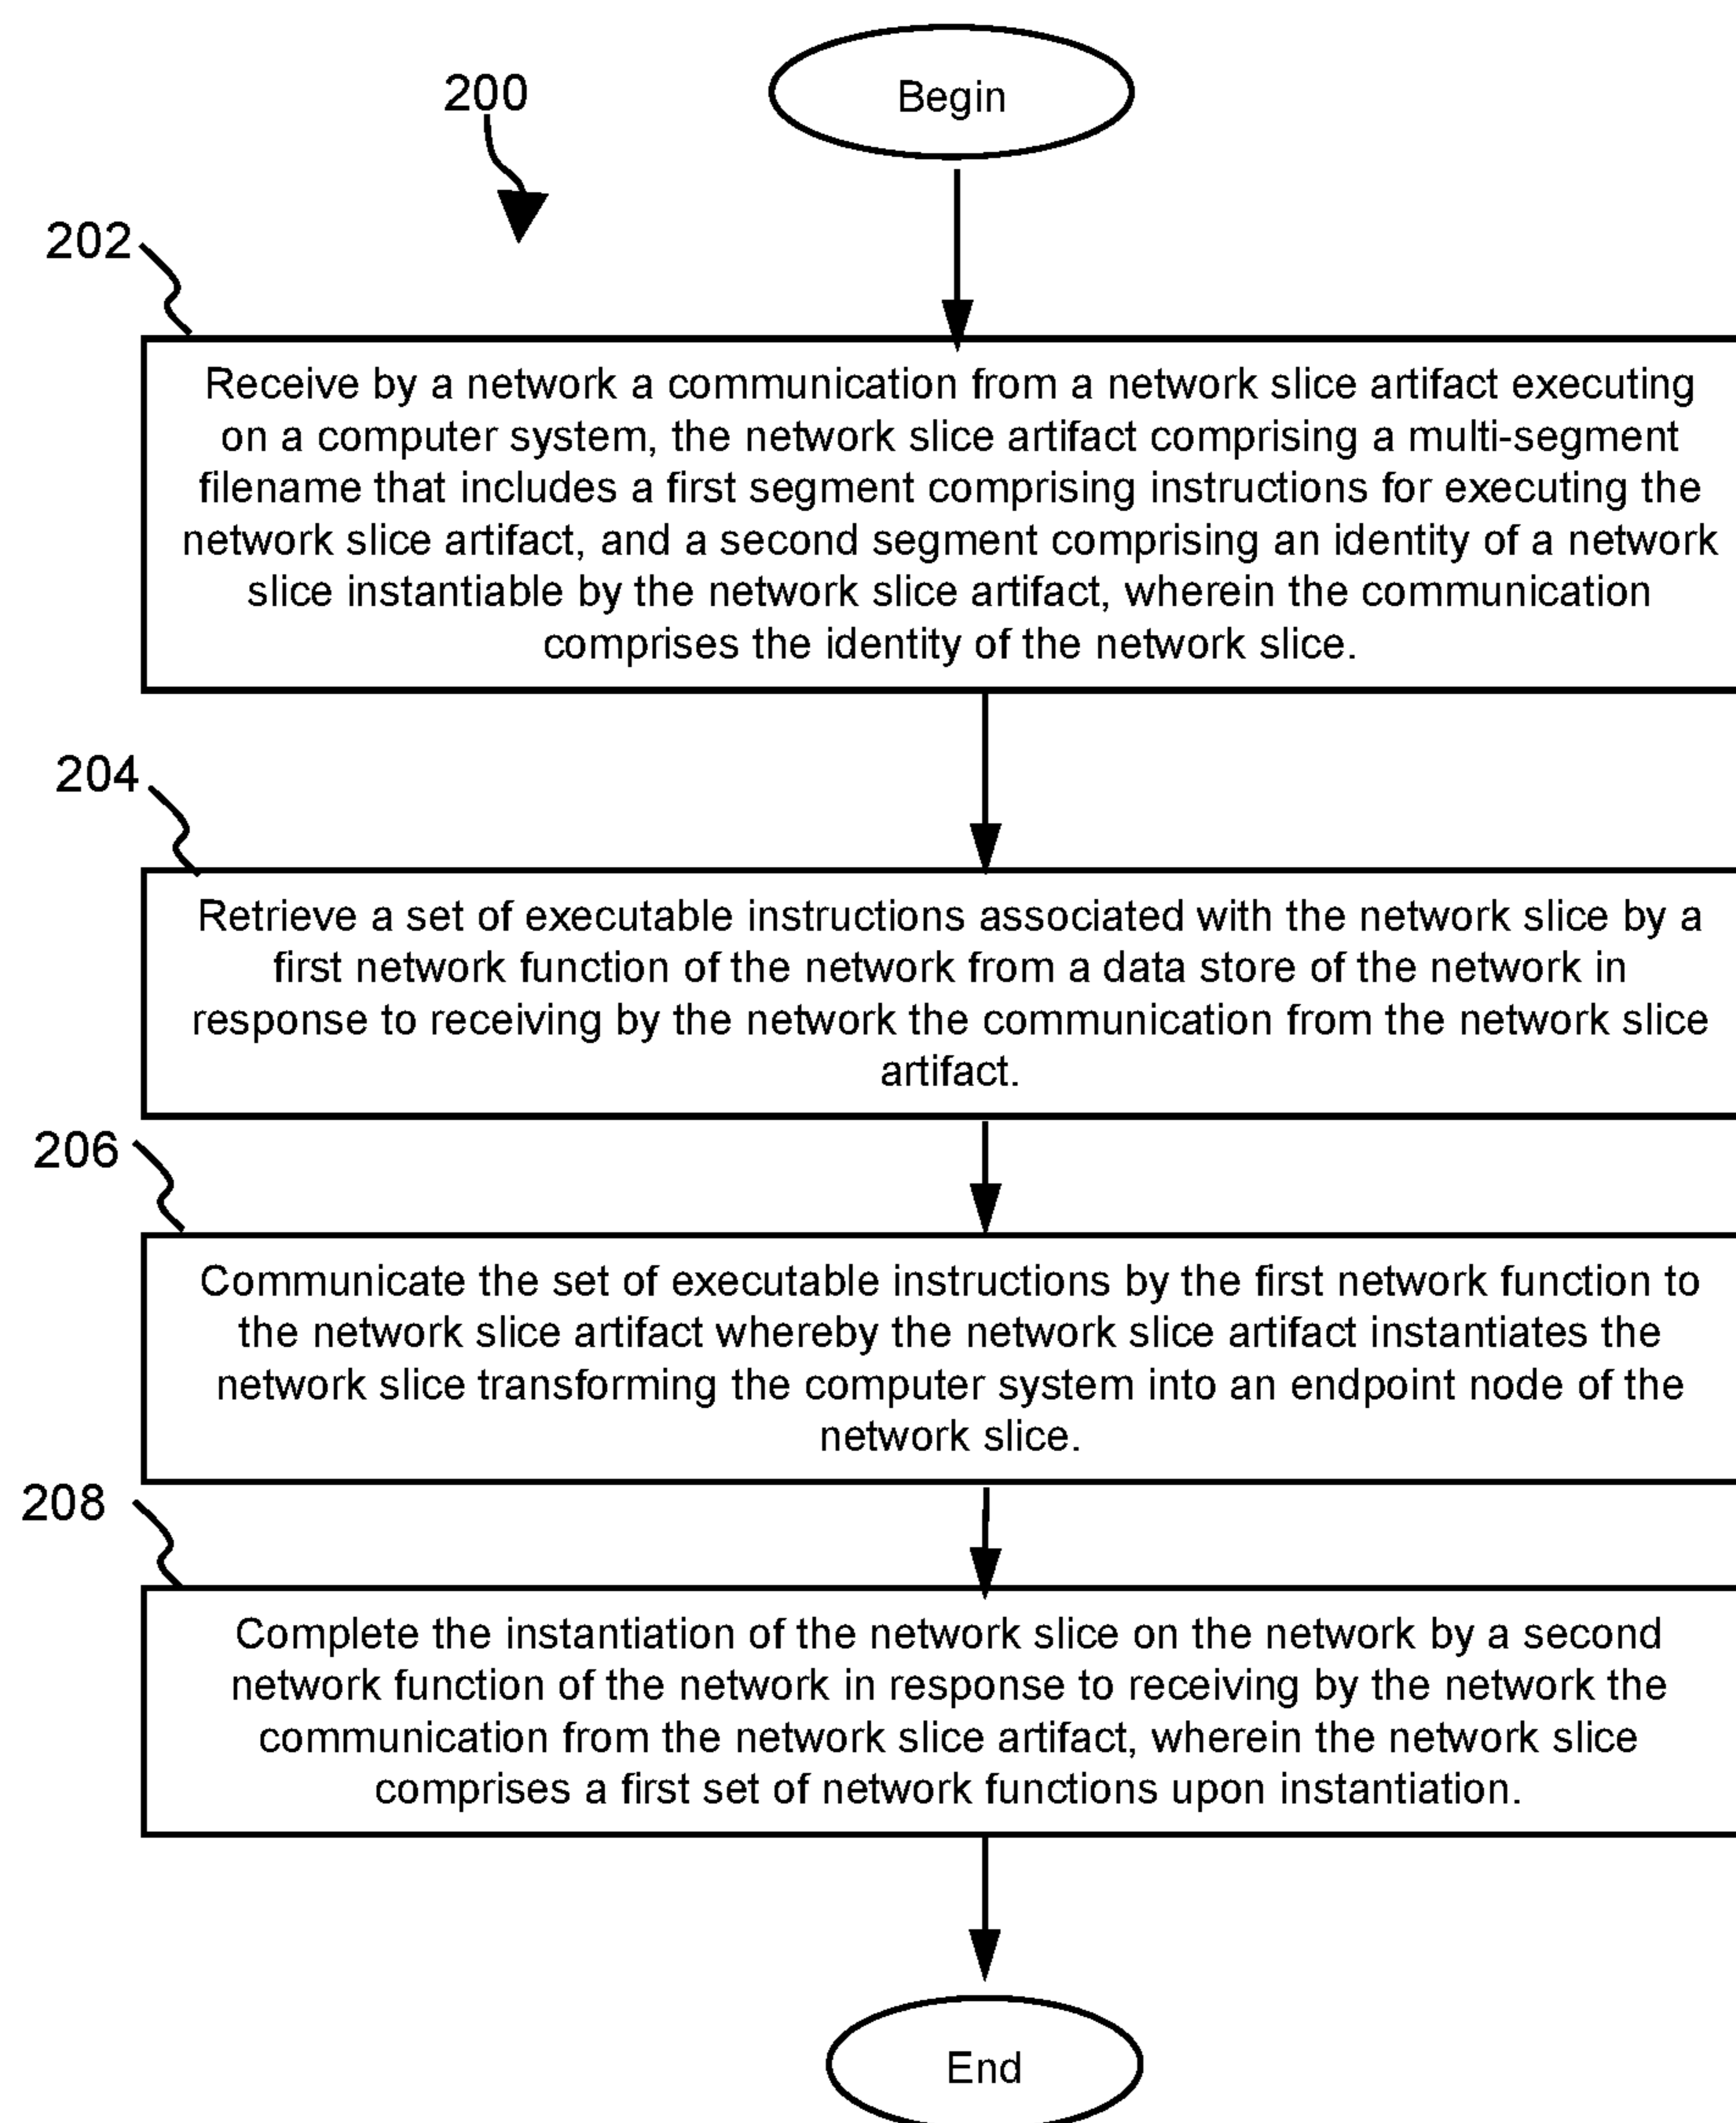 Begin
200
202
Receive by a network a communication from a network slice artifact executing
on a computer system, the network slice artifact comprising a multi-segment
filename that includes a first segment comprising instructions for executing the
network slice artifact, and a second segment comprising an identity of a network
slice instantiable by the network slice artifact, wherein the communication
comprises the identity of the network slice.
204
Retrieve a set of executable instructions associated with the network slice by a
first network function of the network from a data store of the network in
response to receiving by the network the communication from the network slice
artifact.
206
Communicate the set of executable instructions by the first network function to
the network slice artifact whereby the network slice artifact instantiates the
network slice transforming the computer system into an endpoint node of the
network slice.
208
Complete the instantiation of the network slice on the network by a second
network function of the network in response to receiving by the network the
communication from the network slice artifact, wherein the network slice
comprises a first set of network functions upon instantiation.
End